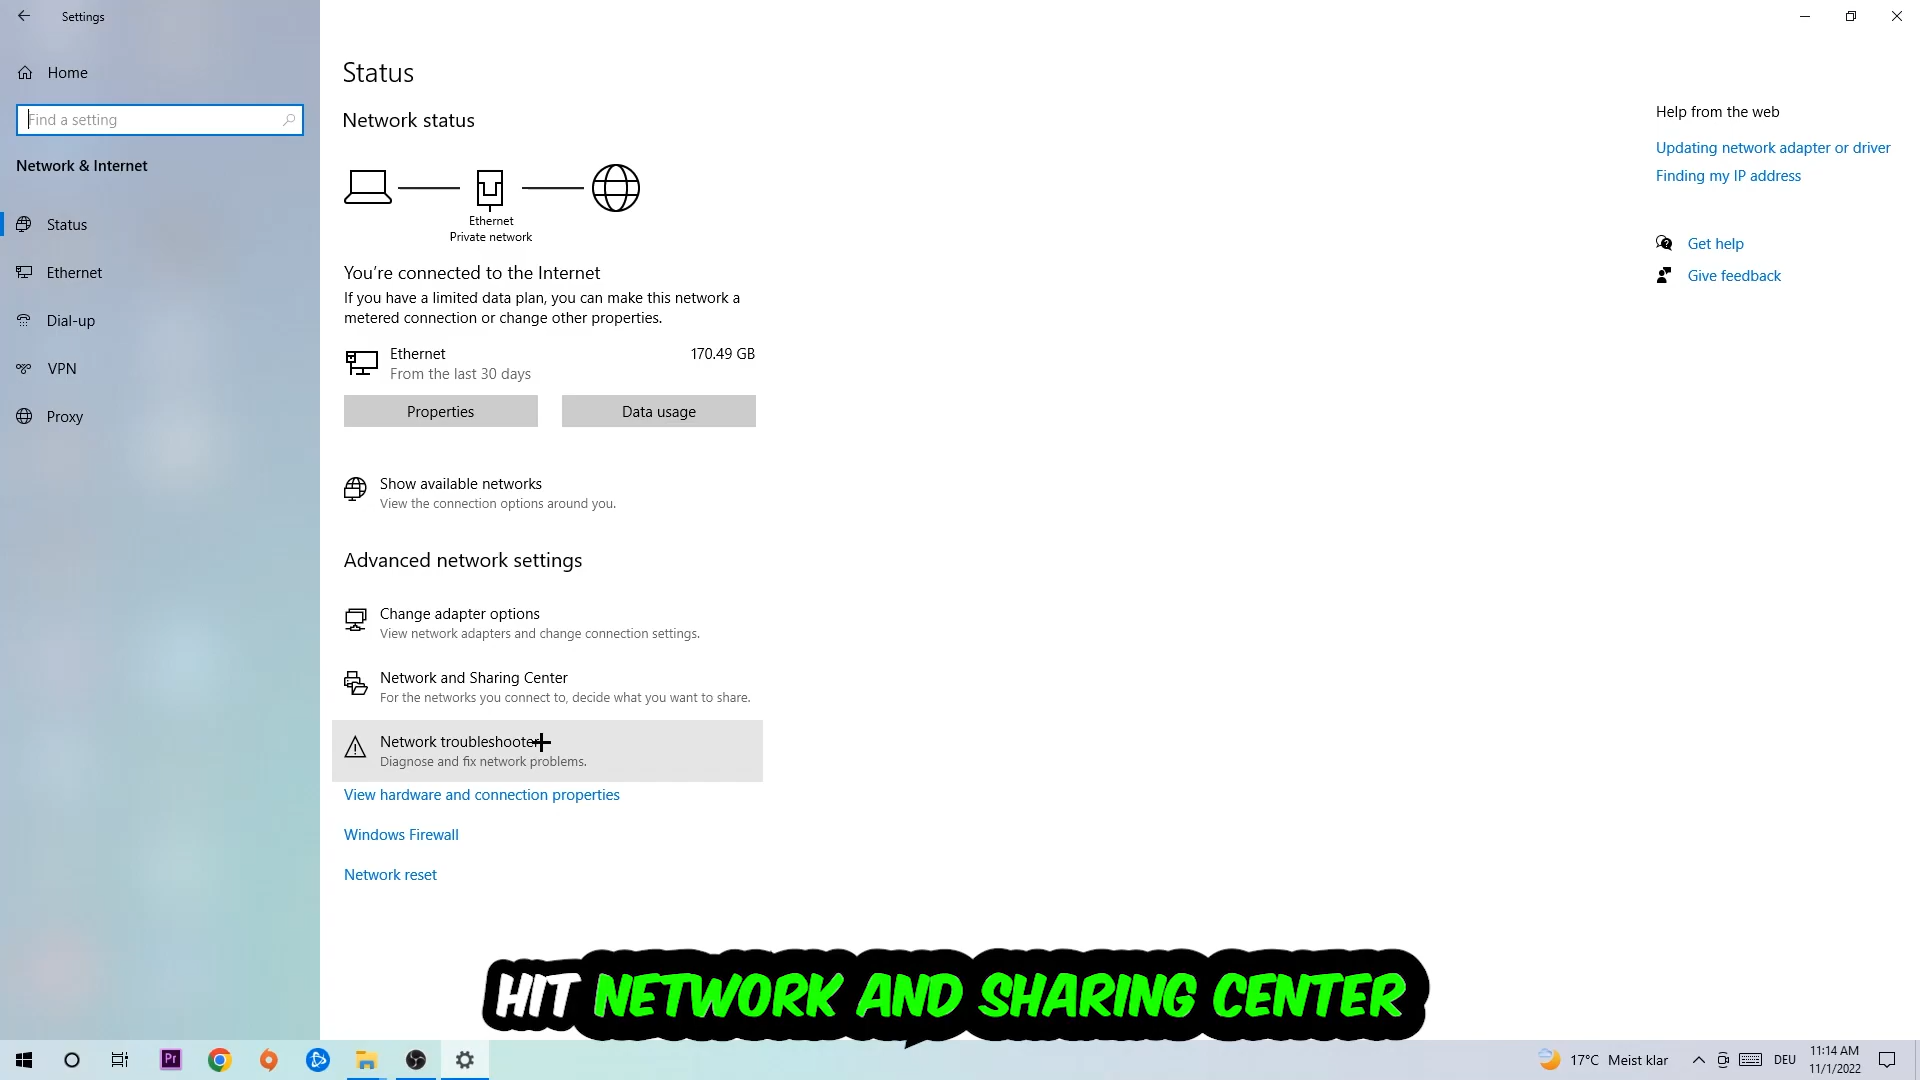 Settings
Home
Find a setting
Network & Internet
Status
Ethernet
Dial-up
VPN
Proxy
Status
Network status
Ethernet
Private network
You're connected to the Internet
If you have a limited data plan, you can make this network a
metered connection or change other properties.
Ethernet 170.49 GB
From the last 30 days
Properties Data usage
Show available networks
View the connection options around you.
Advanced network settings
Change adapter options
View network adapters and change connection settings.
Network and Sharing Center
For the networks you connect to, decide what you want to share.
Network troubleshooter
Diagnose and fix network problems.
View hardware and connection properties
Windows Firewall
Network reset
Help from the web
Updating network adapter or driver
Finding my IP address
Get help
Give feedback
HIT NETWORK AND SHARING CENTER
Pr
17°C Meist klar
DEU
11:14 AM
11/1/2022